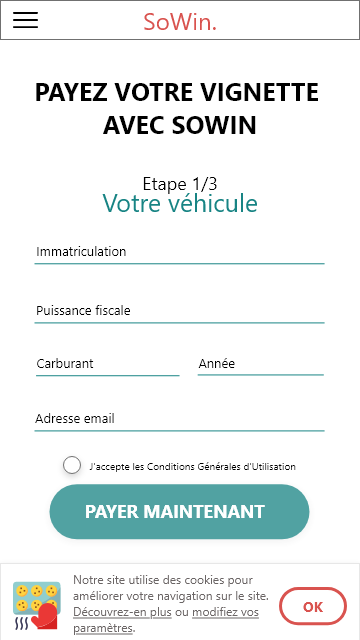 SoWin.
PAYEZ VOTRE VIGNETTE
AVEC SOWIN
Etape 1/3
Votre véhicule
Immatriculation
Puissance fiscale
Carburant
Année
Adresse email
J'accepte les Conditions Générales d'Utilisation
PAYER MAINTENANT
Notre site utilise des cookies pour
améliorer votre navigation sur le site.
Découvrez-en plus ou modifiez vos
paramètres.
OK